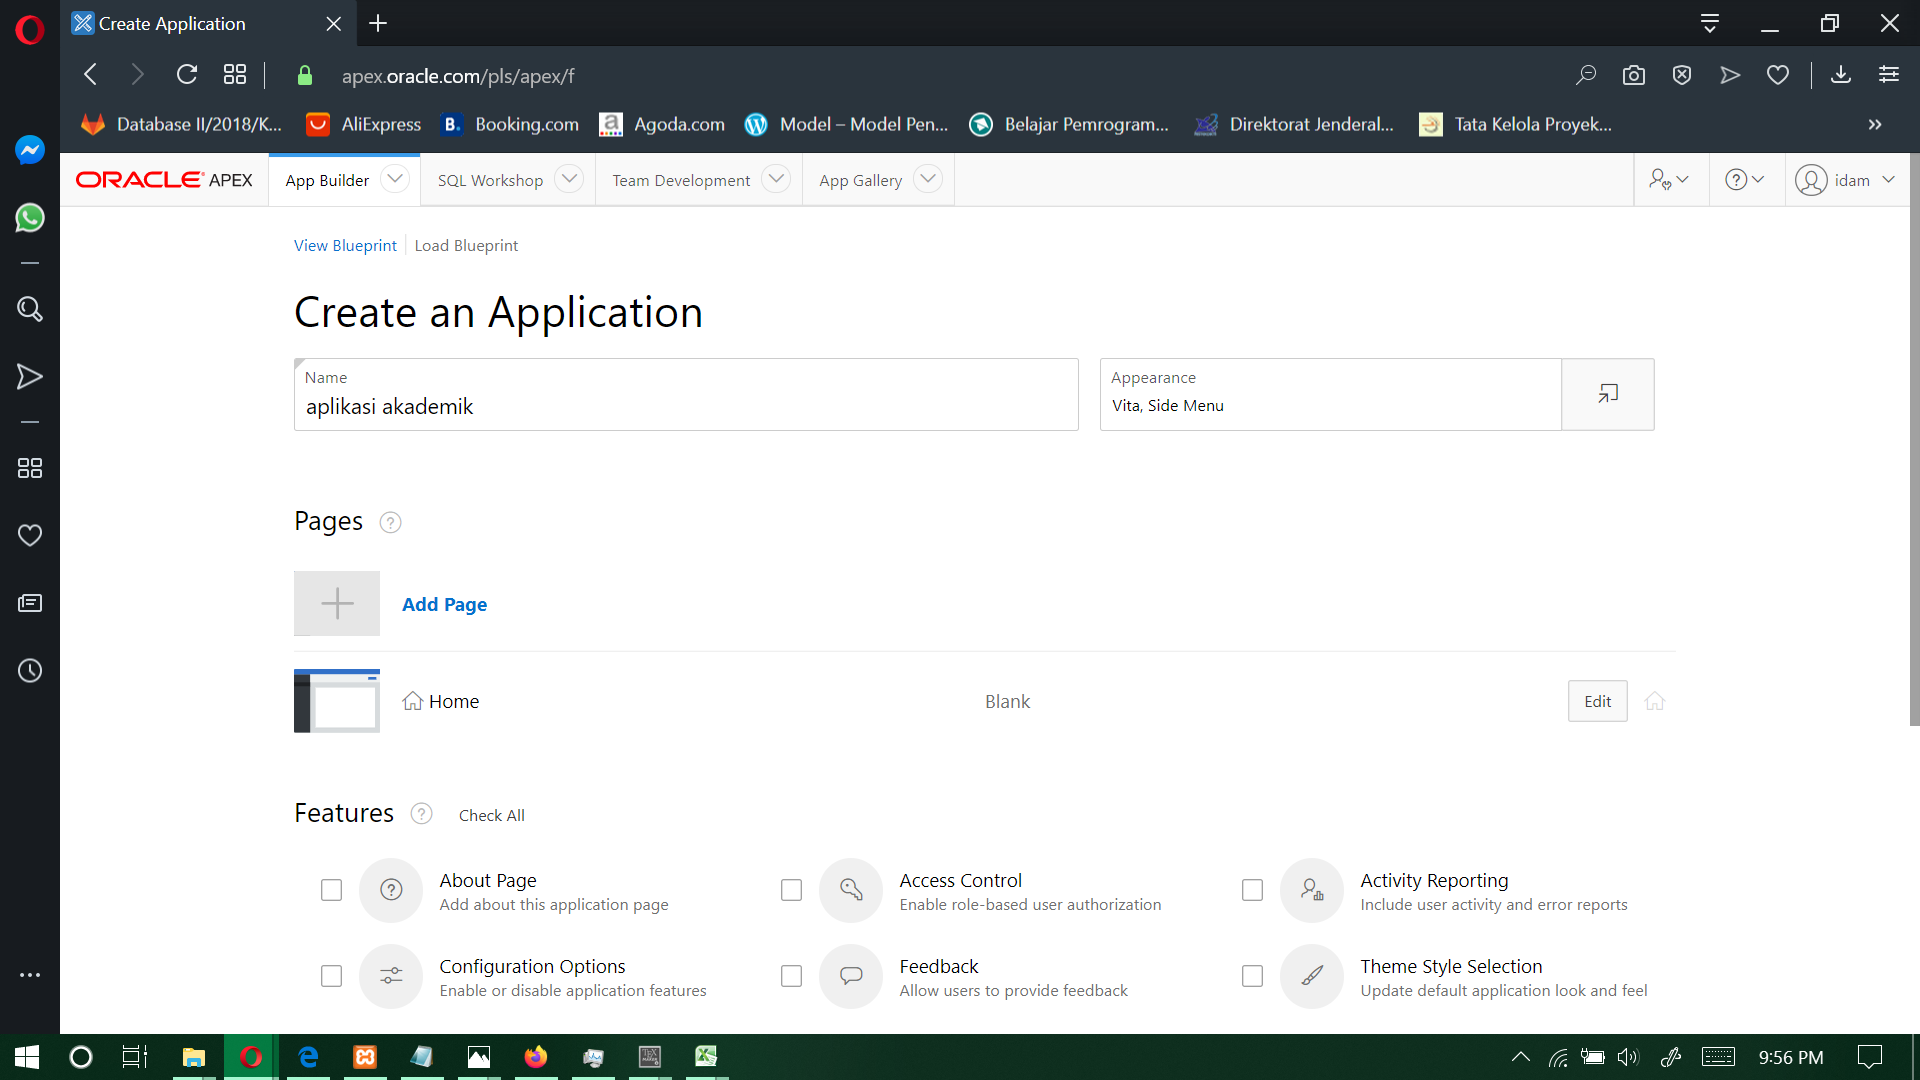 Create Application
apex.oracle.com/pls/apex/f
Database II/2018/K...
AliExpress
B.
Booking.com
a
Agoda.com
Model – Model Pen...
Belajar Pemrogram...
Direktorat Jenderal...
Tata Kelola Proyek...
ORACLE APEX
App Builder
SQL Workshop
Team Development
App Gallery
idam
View Blueprint
Load Blueprint
Create an Application
Name
aplikasi akademik
Appearance
Vita, Side Menu
Pages ?
Add Page
Home
Blank
Edit
Features ?
Check All
About Page
Add about this application page
Access Control
Enable role-based user authorization
Activity Reporting
Include user activity and error reports
Configuration Options
Enable or disable application features
Feedback
Allow users to provide feedback
Theme Style Selection
Update default application look and feel
9:56 PM